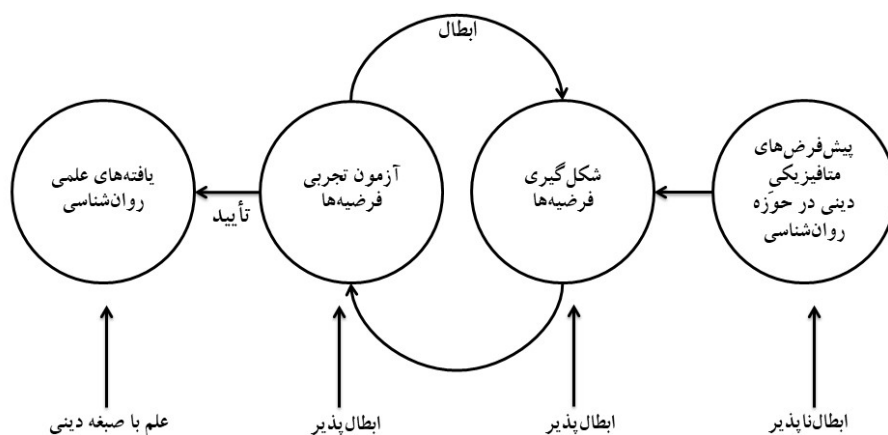 ابطال
پیش‌فرض‌های
متافیزیکیِ
دینی در حوزه
روان‌شناسی
شکل‌گیری
فرضیه‌ها
آزمون تجربی
فرضیه‌ها
تأیید
یافته‌های علمی
روان‌شناسی
ابطال‌ناپذیر
ابطال‌پذیر
ابطال‌پذیر
علم با صبغه دینی